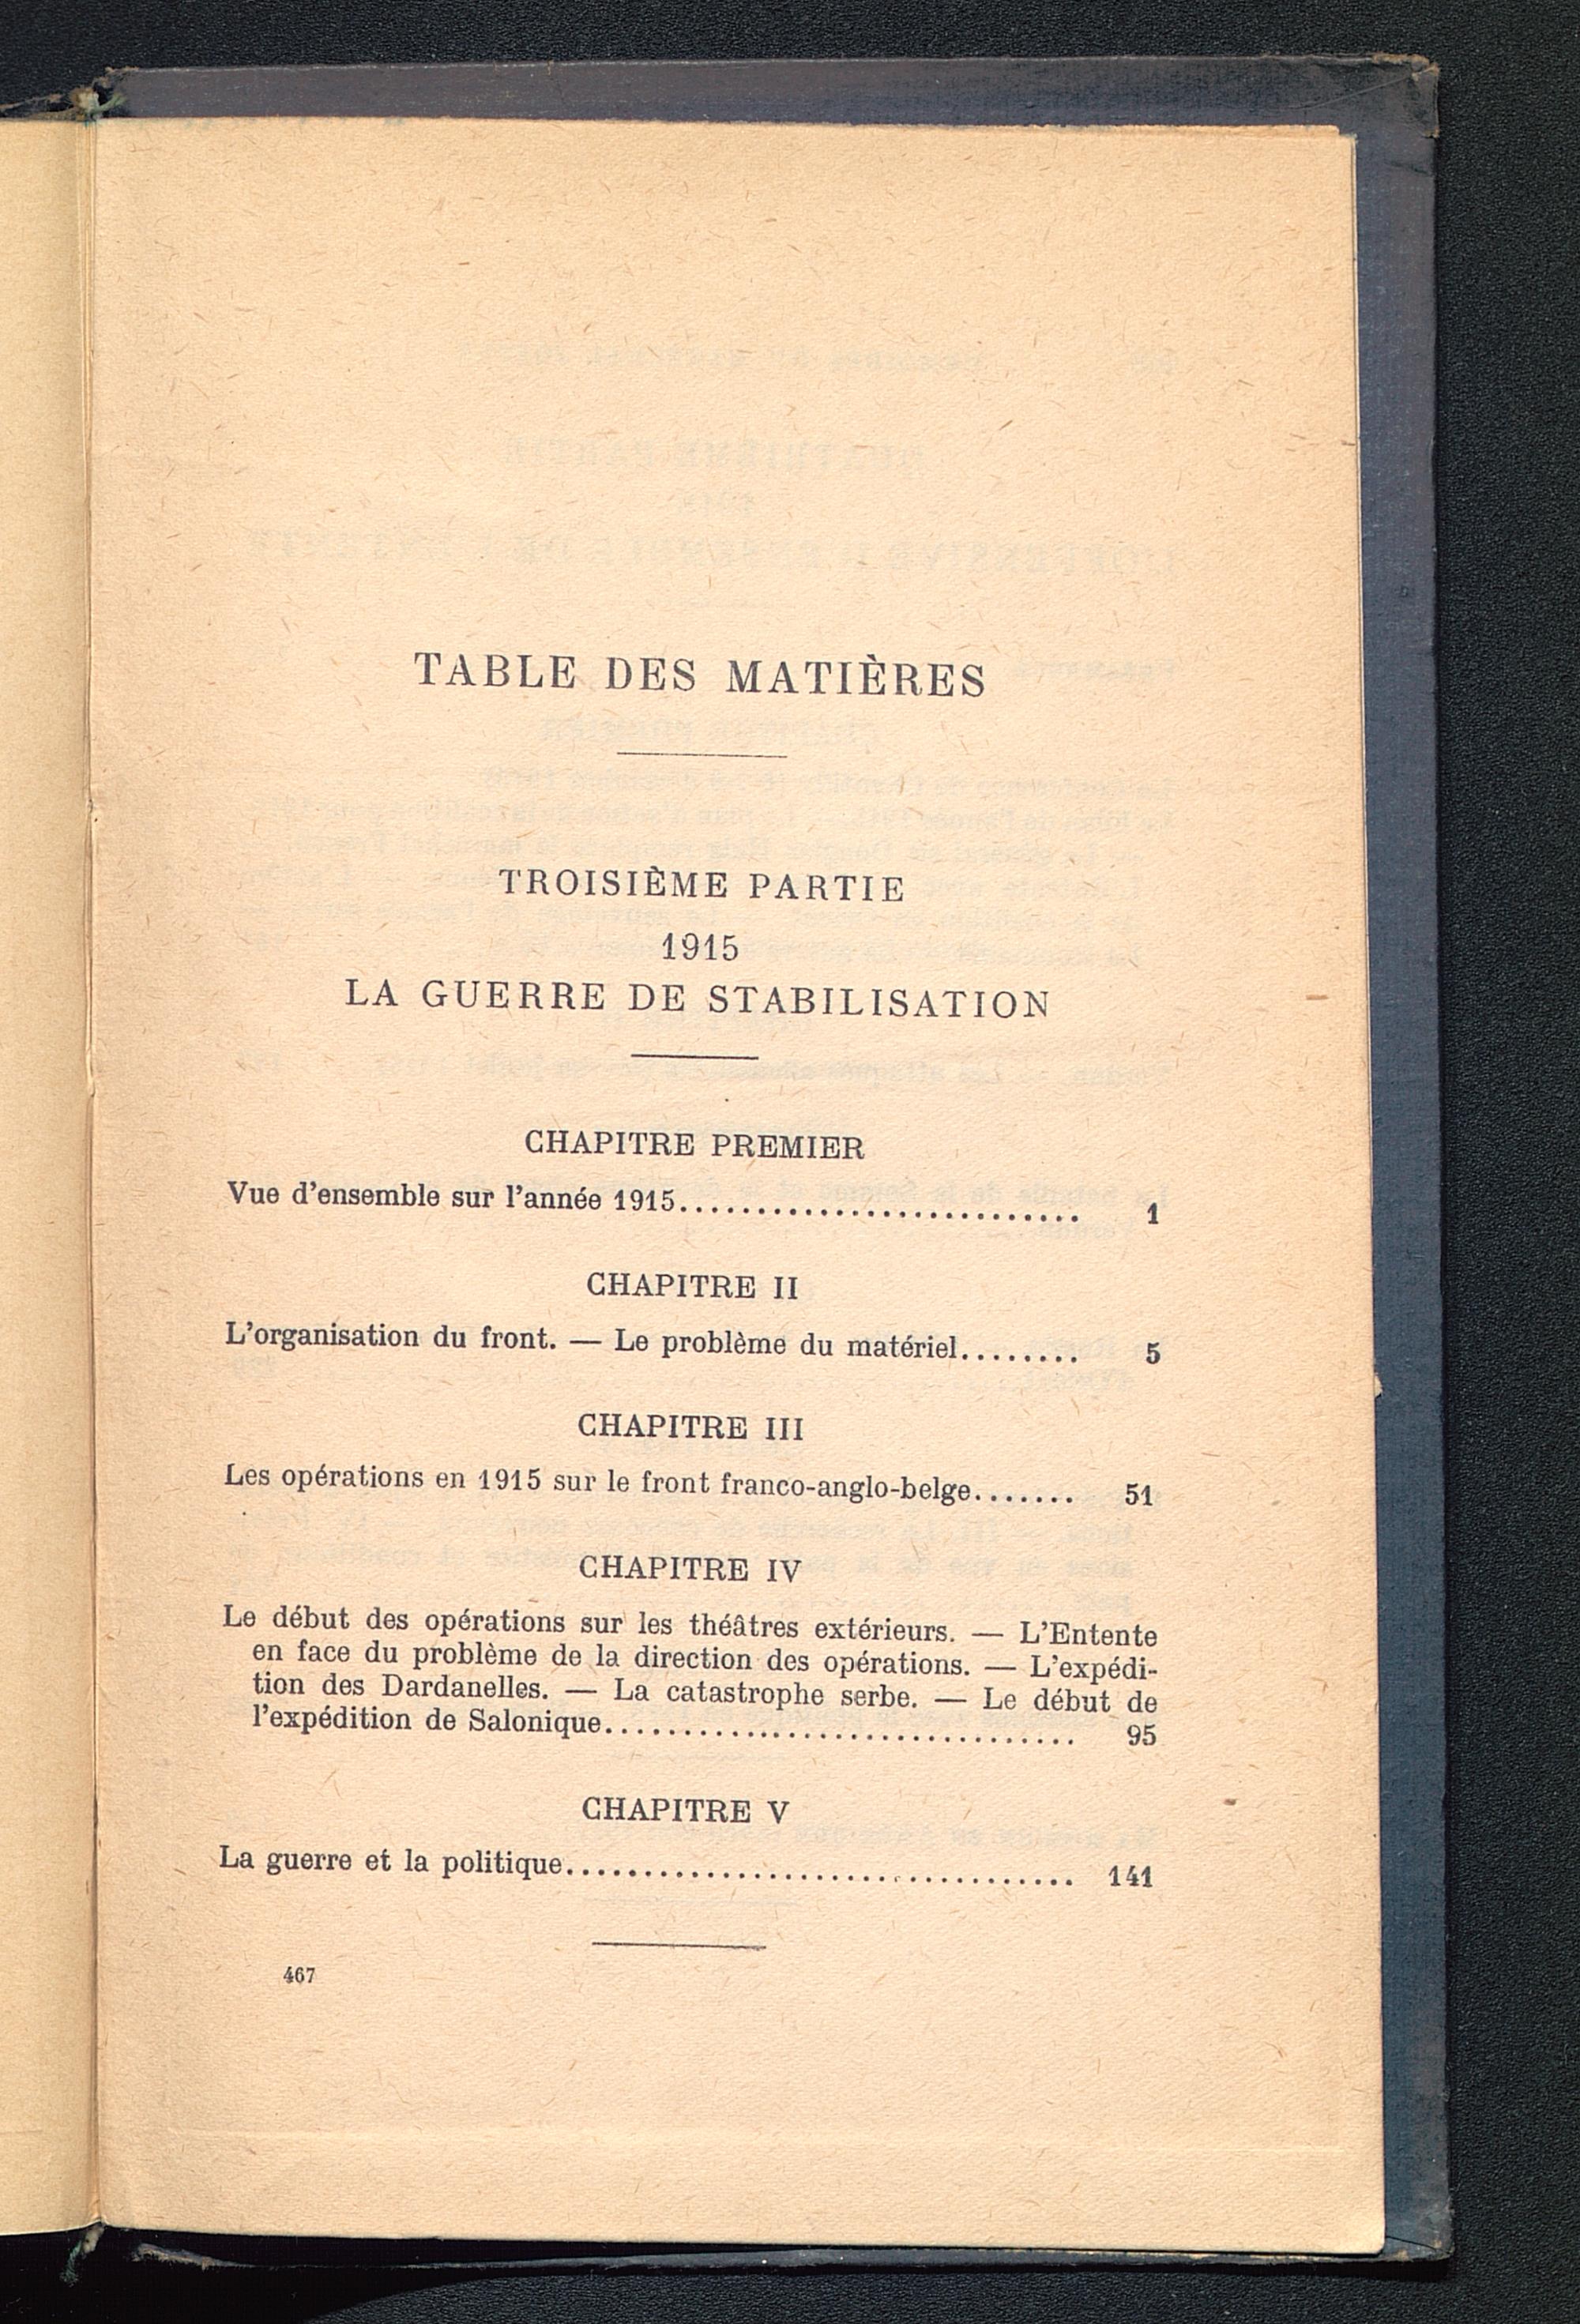 TABLE DES MATIÈRES
TROISIÈME PARTIE
1915
LA GUERRE DE STABILISATION
CHAPITRE PREMIER
Vue d'ensemble sur l'année 1915........................... 1
CHAPITRE II
L'organisation du front. — Le problème du matériel........ 5
CHAPITRE III
Les opérations en 1915 sur le front franco-anglo-belge....... 51
CHAPITRE IV
Le début des opérations sur les théâtres extérieurs. — L'Entente
en face du problème de la direction des opérations. — L'expédi-
tion des Dardanelles. — La catastrophe serbe. — Le début de
l'expédition de Salonique................................ 95
CHAPITRE V
La guerre et la politique.................................. 141
467